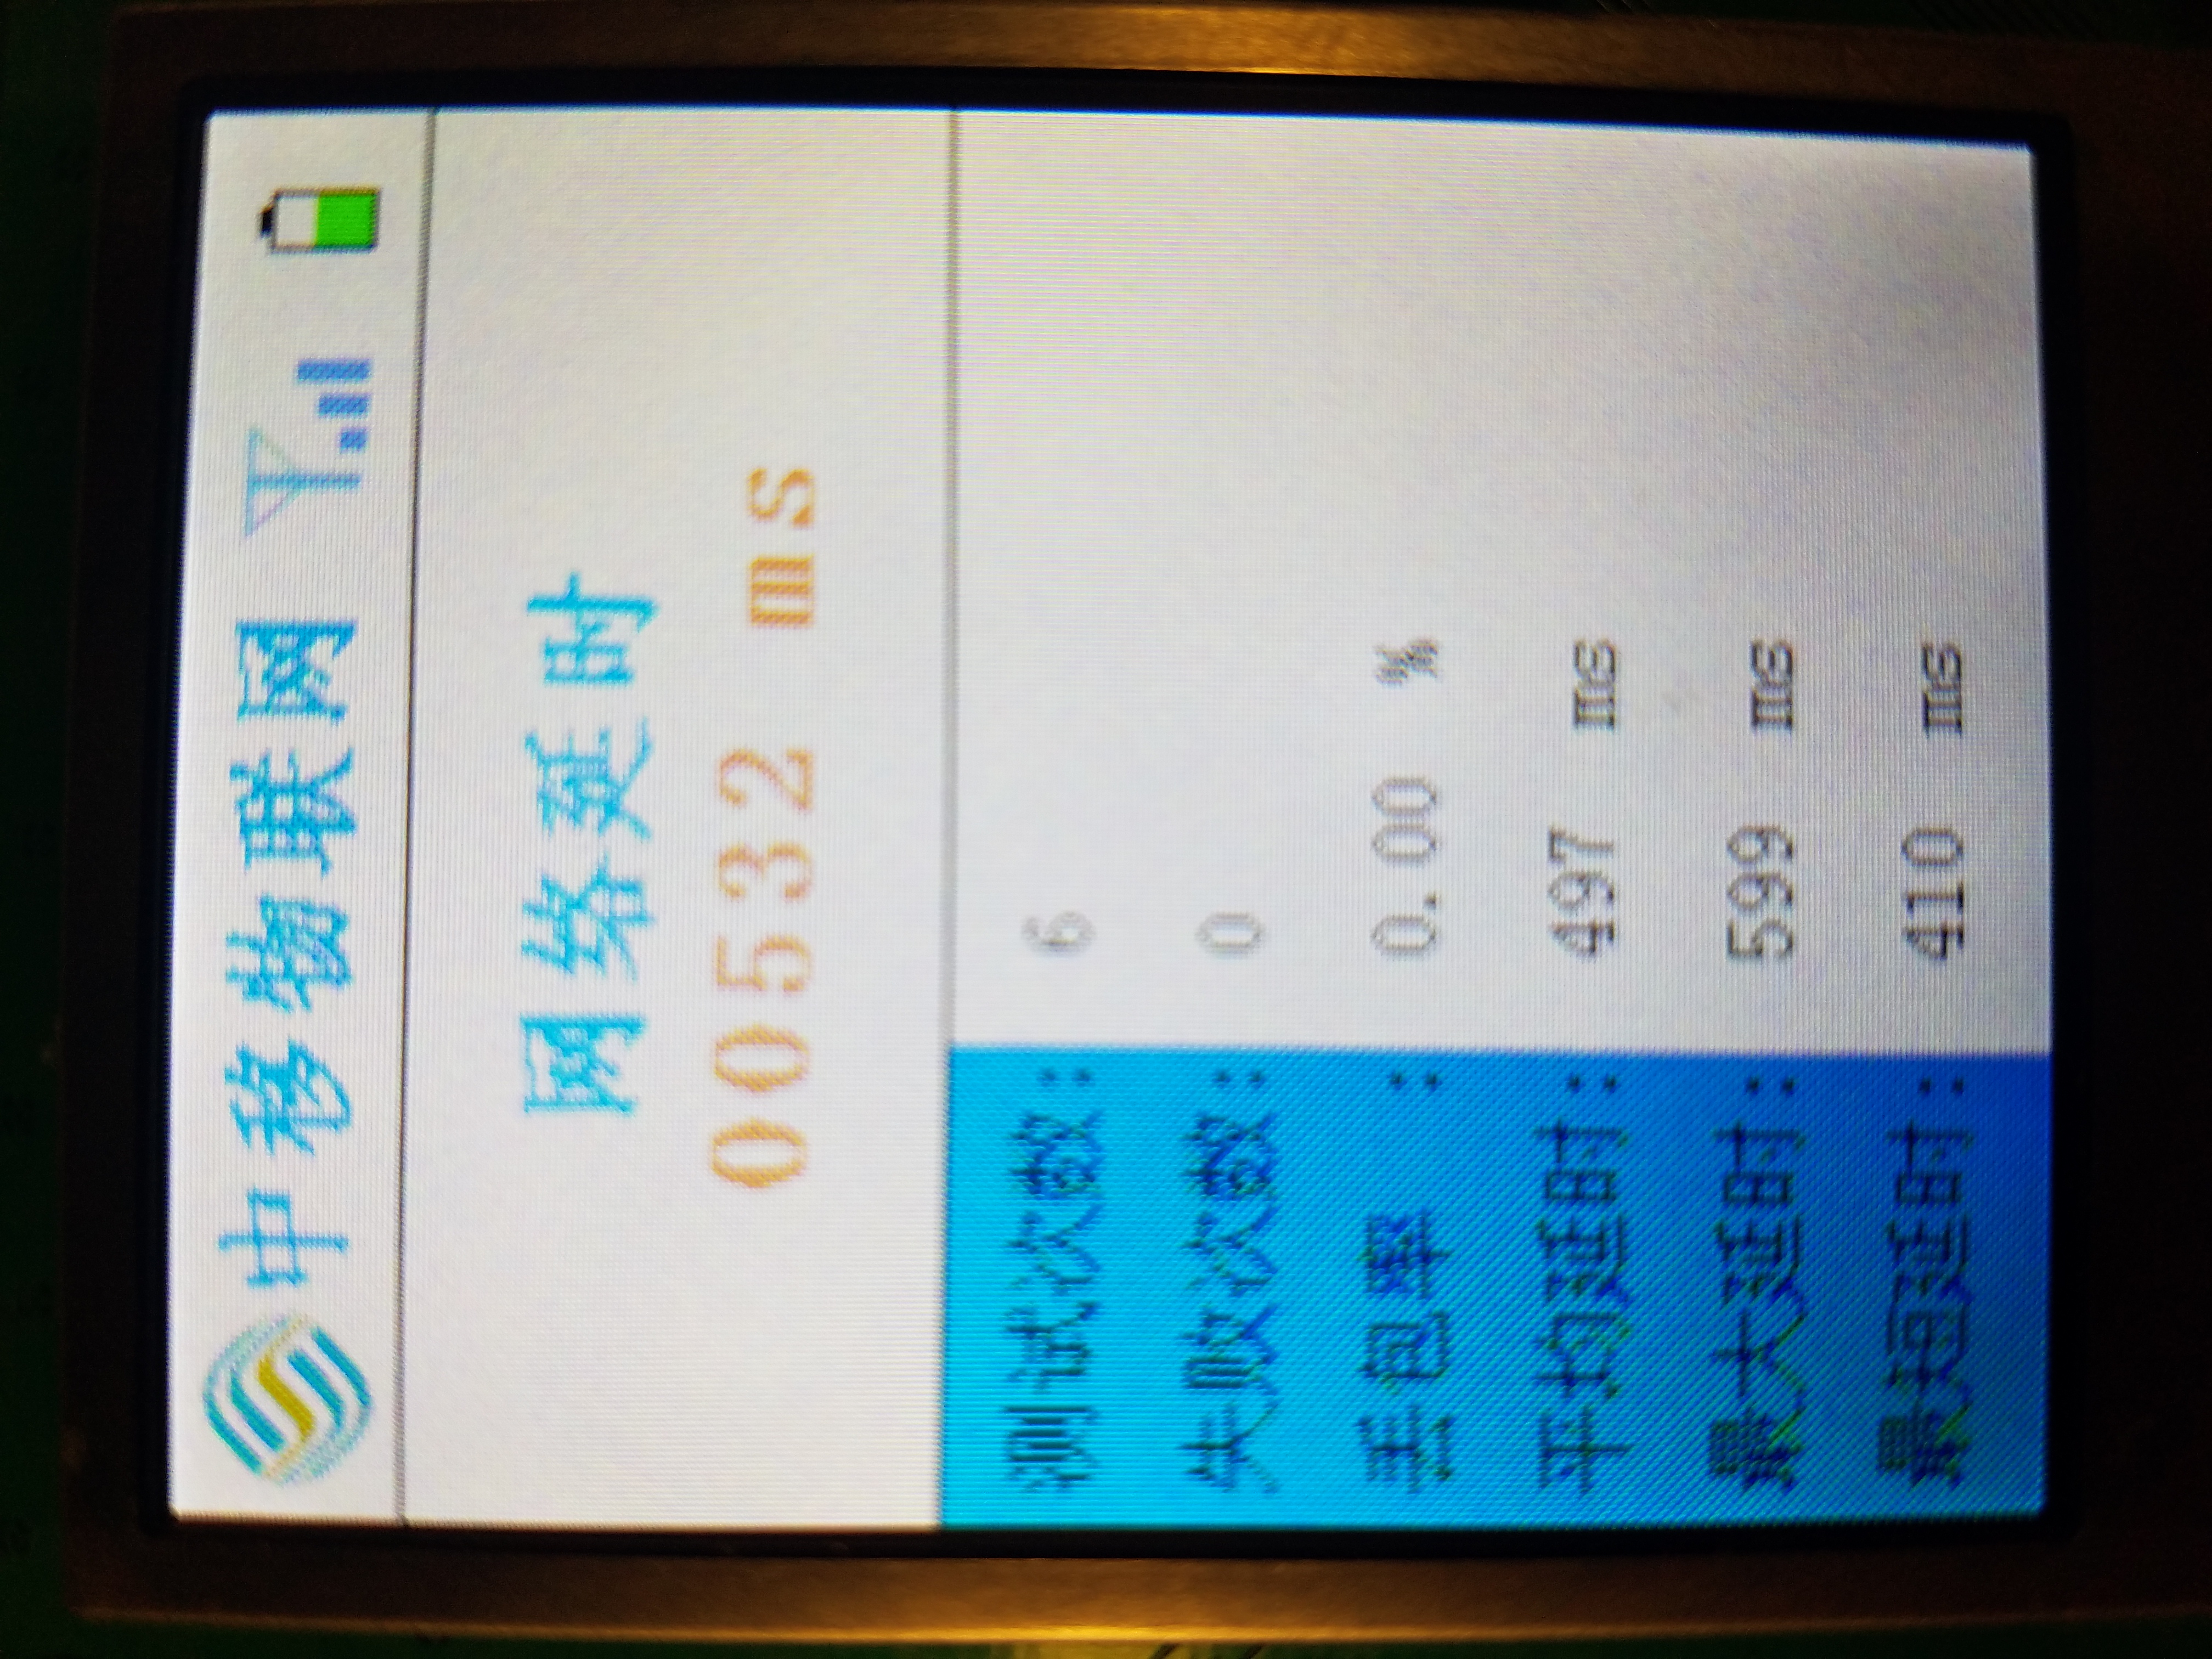 中移物联网
网络延时
00532 ms
测试次数: 6
失败次数: 0
丢包率 : 0.00 %
平均延时: 497 ms
最大延时: 599 ms
最短延时: 410 ms